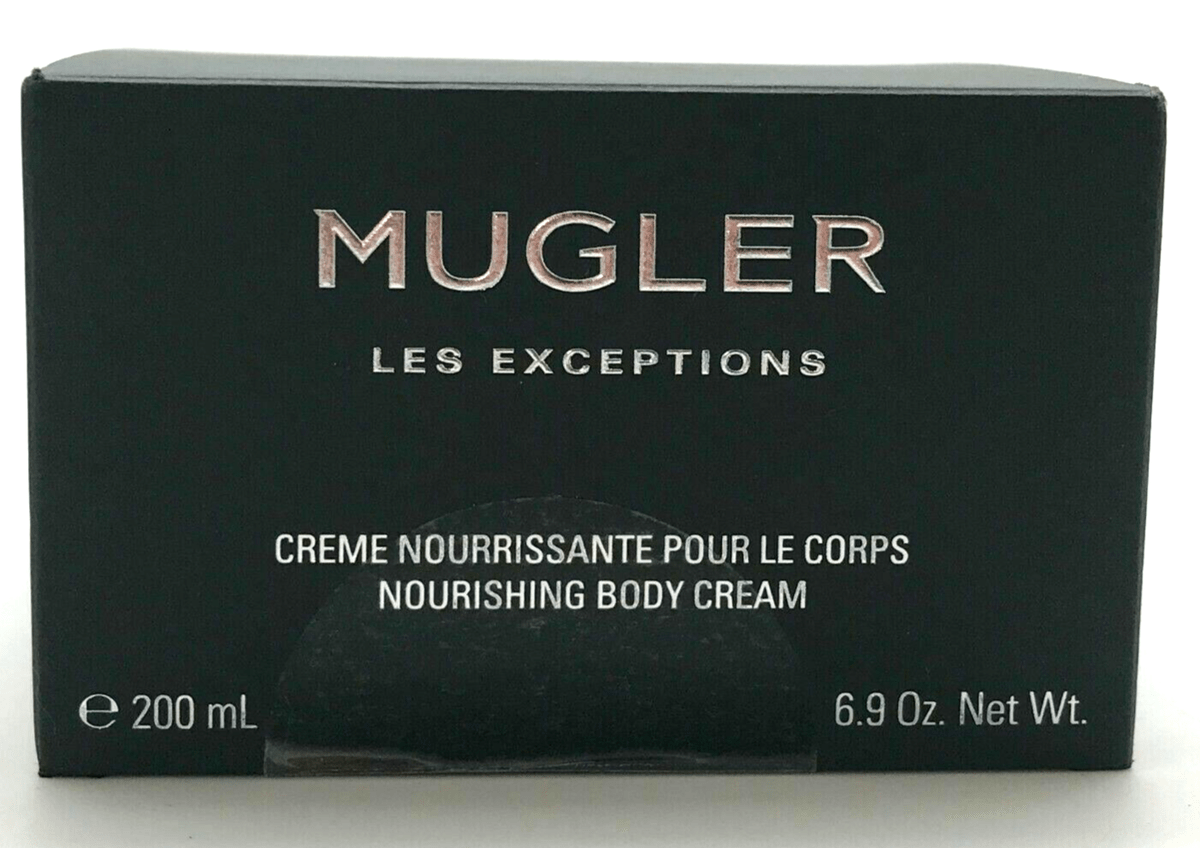 MUGLER
LES EXCEPTIONS
CREME NOURRISSANTE POUR LE CORPS
NOURISHING BODY CREAM
℮ 200 mL
6.9 Oz. Net Wt.